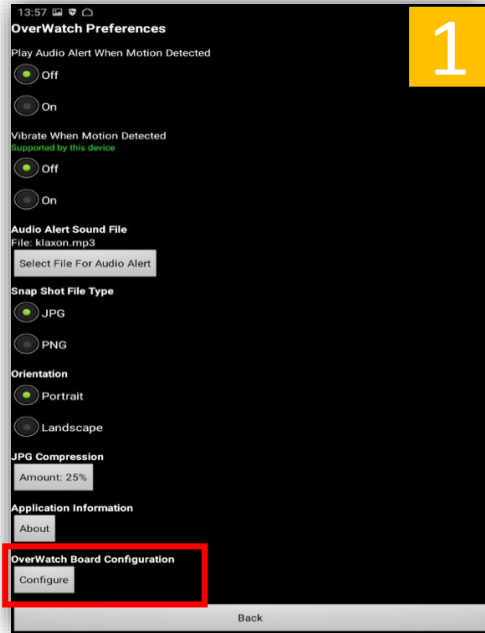 13:57
1
OverWatch Preferences
Play Audio Alert When Motion Detected
Off
On
Vibrate When Motion Detected
Supported by this device
Off
On
Audio Alert Sound File
File: klaxon.mp3
Select File For Audio Alert
Snap Shot File Type
JPG
PNG
Orientation
Portrait
Landscape
JPG Compression
Amount: 25%
Application Information
About
OverWatch Board Configuration
Configure
Back